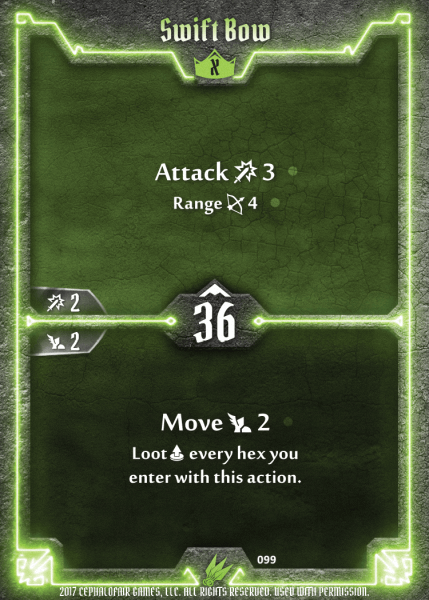 Swift Bow
X
Attack 3
Range 4
2
36
2
Move 2
Loot every hex you
enter with this action.
099
2017 CEPHALOFAIR GAMES, LLC. ALL RIGHTS RESERVED. USED WITH PERMISSION.